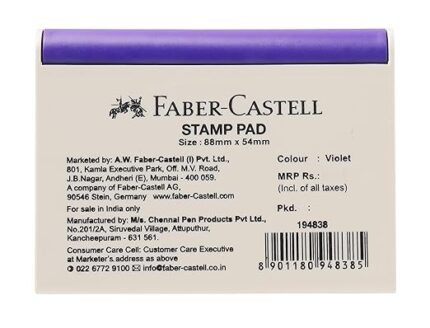 FABER-CASTELL
STAMP PAD
Size : 88mm x 54mm
Marketed by: A.W. Faber-Castell (I) Pvt. Ltd.,
801, Kamla Executive Park, Off. M.V. Road,
J.B.Nagar, Andheri (E), Mumbai - 400 059.
A company of Faber-Castell AG,
90546 Stein, Germany www.faber-castell.com
For sale in India only
Manufactured by: M/s. Chennai Pen Products Pvt Ltd.,
No.201/2A, Siruvedal Village, Attuputhur,
Kancheepuram - 631 561.
Consumer Care Cell: Customer Care Executive
at Marketer's address as above
022 6772 9100 info@faber-castell.co.in
Colour : Violet
MRP Rs.:
(Incl. of all taxes)
Pkd. :
194838
8 901180 948385